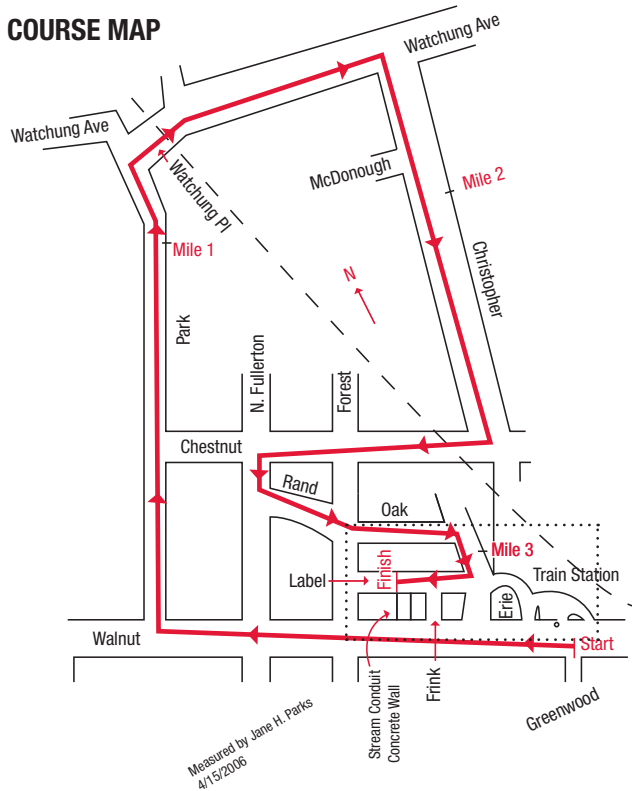 COURSE MAP
Watchung Ave
Watchung Ave
McDonough
Mile 2
Watchung Pl
Mile 1
Christopher
N
Park
N. Fullerton
Forest
Chestnut
Rand
Oak
Mile 3
Finish
Label
Train Station
Erie
Walnut
Start
Stream Conduit
Concrete Wall
Frink
Greenwood
Measured by Jane H. Parks
4/15/2006